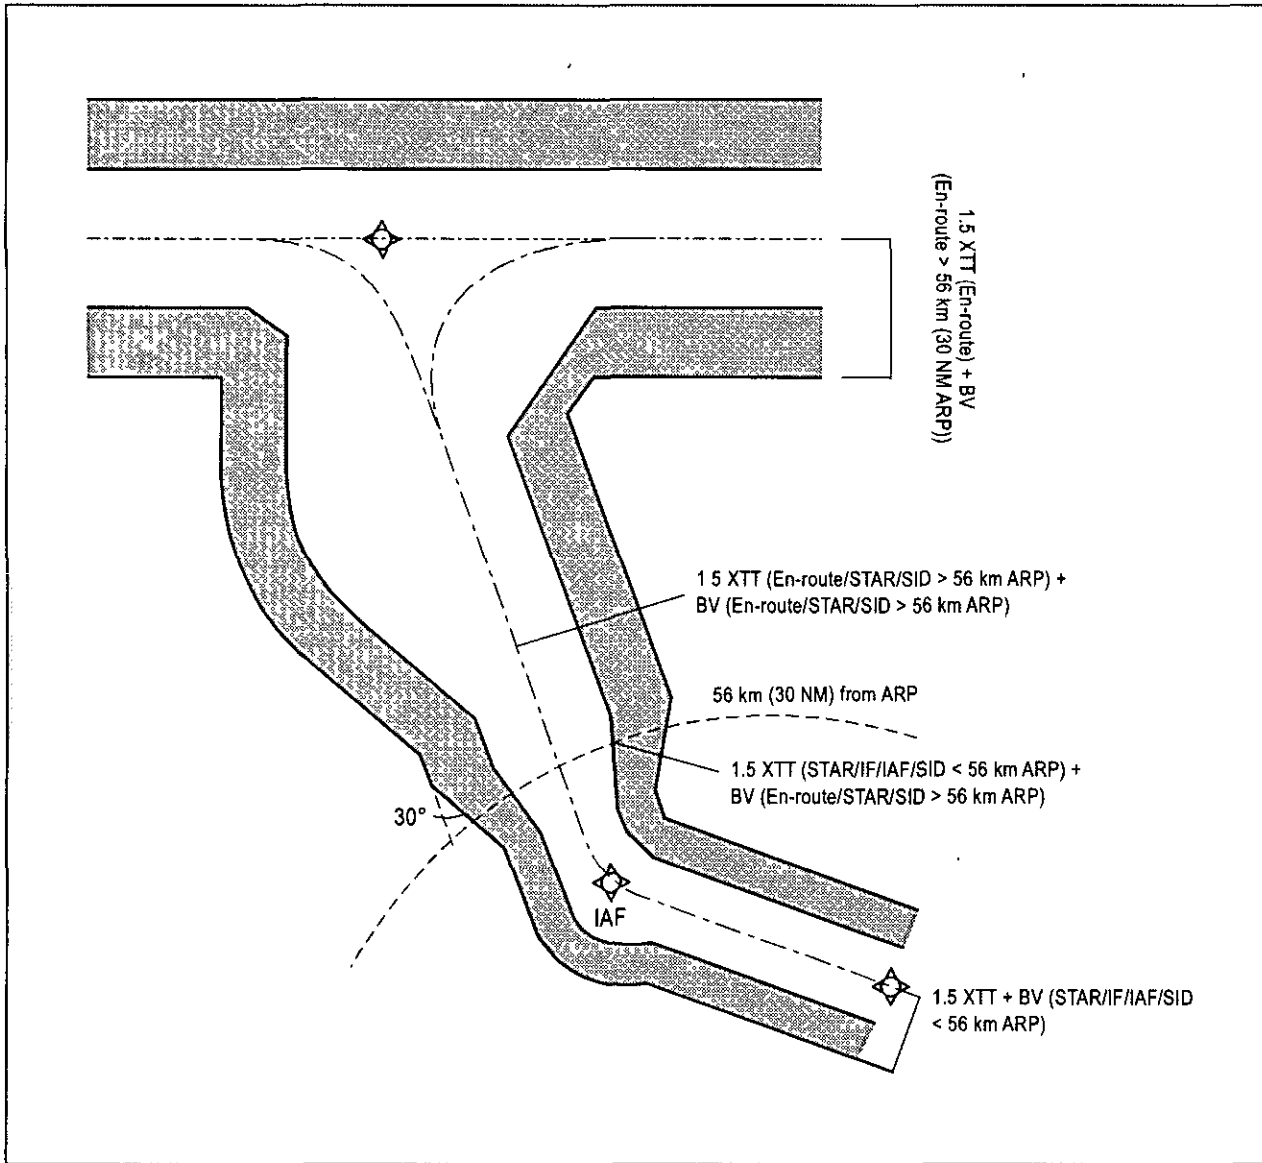 1.5 XTT (En-route) + BV
(En-route > 56 km (30 NM ARP))
1 5 XTT (En-route/STAR/SID > 56 km ARP) +
BV (En-route/STAR/SID > 56 km ARP)
56 km (30 NM) from ARP
1.5 XTT (STAR/IF/IAF/SID < 56 km ARP) +
BV (En-route/STAR/SID > 56 km ARP)
30°
IAF
1.5 XTT + BV (STAR/IF/IAF/SID
< 56 km ARP)